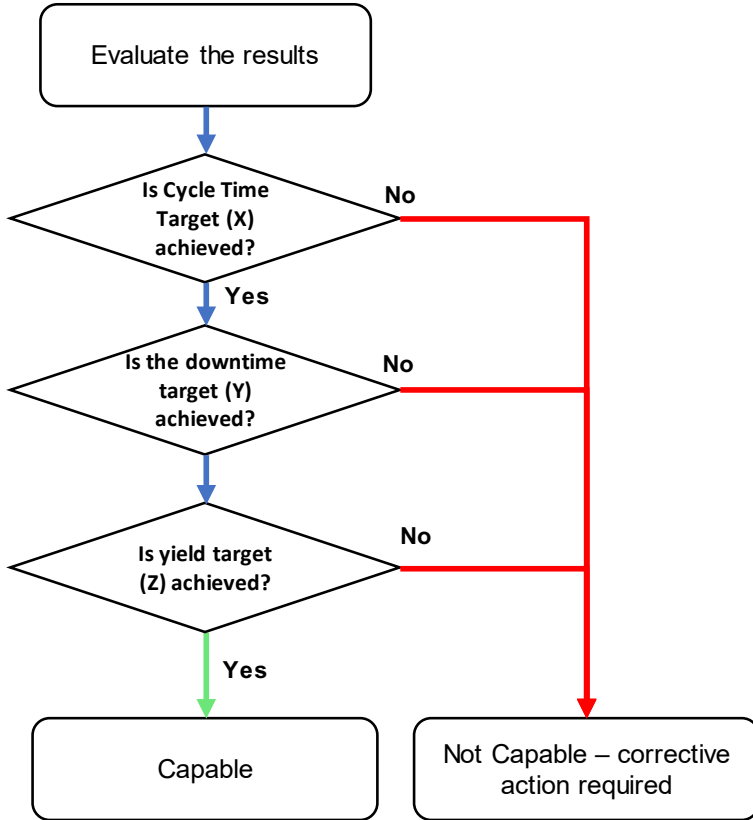 Evaluate the results
Is Cycle Time
Target (X)
achieved?
No
Yes
Is the downtime
target (Y)
achieved?
No
Is yield target
(Z) achieved?
No
Yes
Capable
Not Capable – corrective
action required